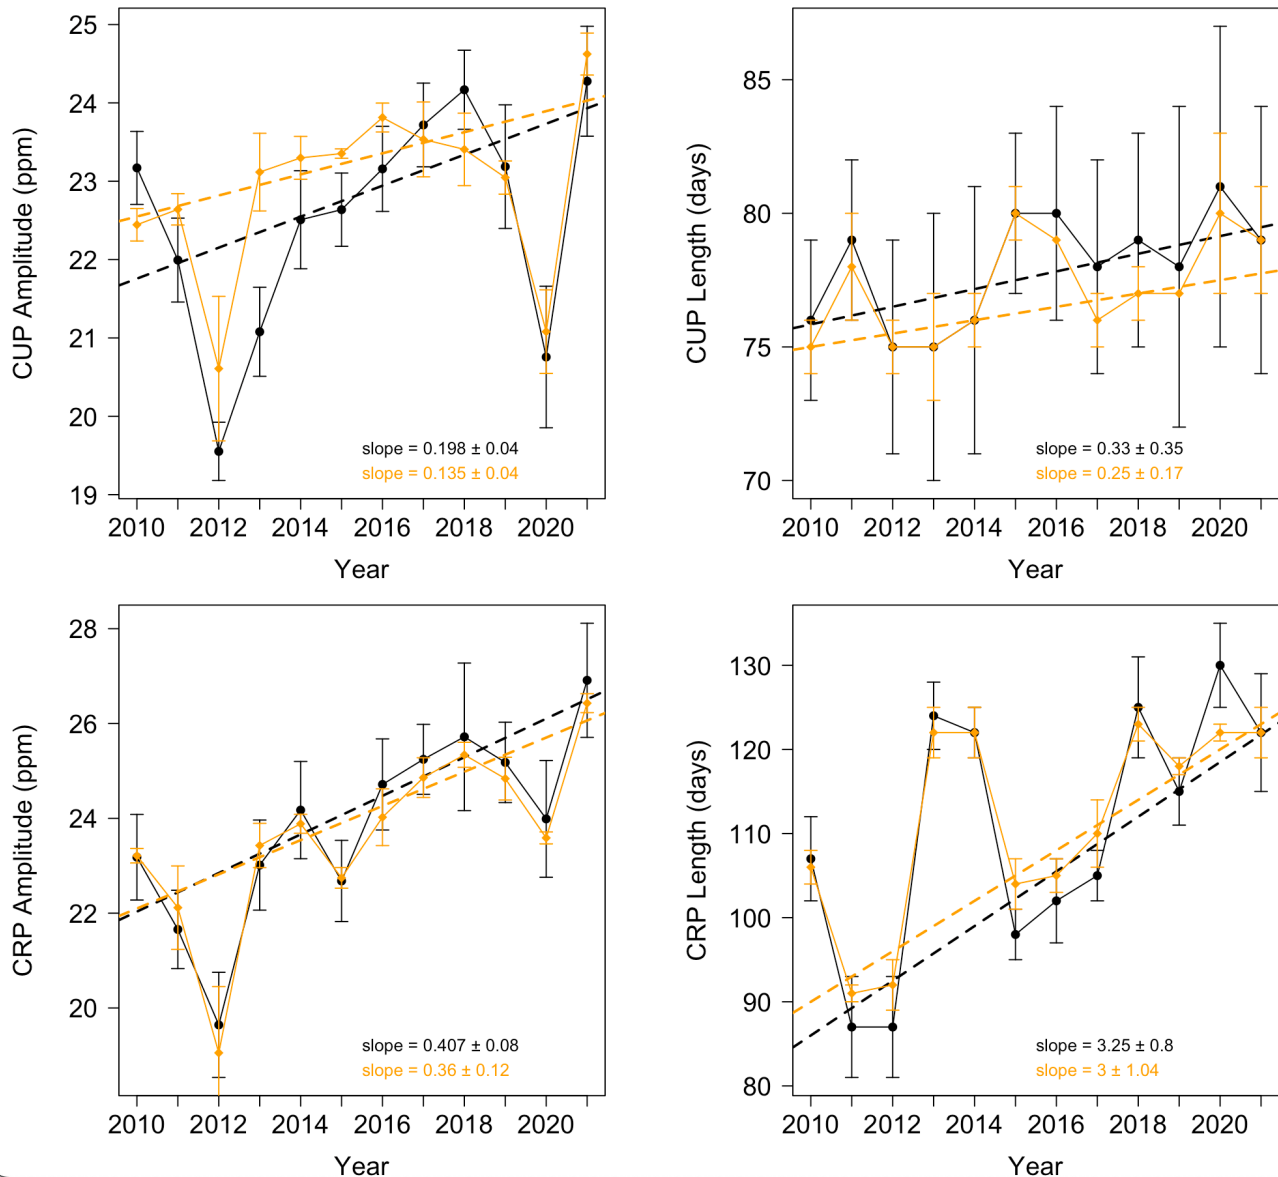 CUP Amplitude (ppm)
25
24
23
22
21
20
19
slope = 0.198 ± 0.04
slope = 0.135 ± 0.04
2010 2012 2014 2016 2018 2020
Year
CUP Length (days)
85
80
75
70
slope = 0.33 ± 0.35
slope = 0.25 ± 0.17
2010 2012 2014 2016 2018 2020
Year
CRP Amplitude (ppm)
28
26
24
22
20
slope = 0.407 ± 0.08
slope = 0.36 ± 0.12
2010 2012 2014 2016 2018 2020
Year
CRP Length (days)
130
120
110
100
90
80
slope = 3.25 ± 0.8
slope = 3 ± 1.04
2010 2012 2014 2016 2018 2020
Year